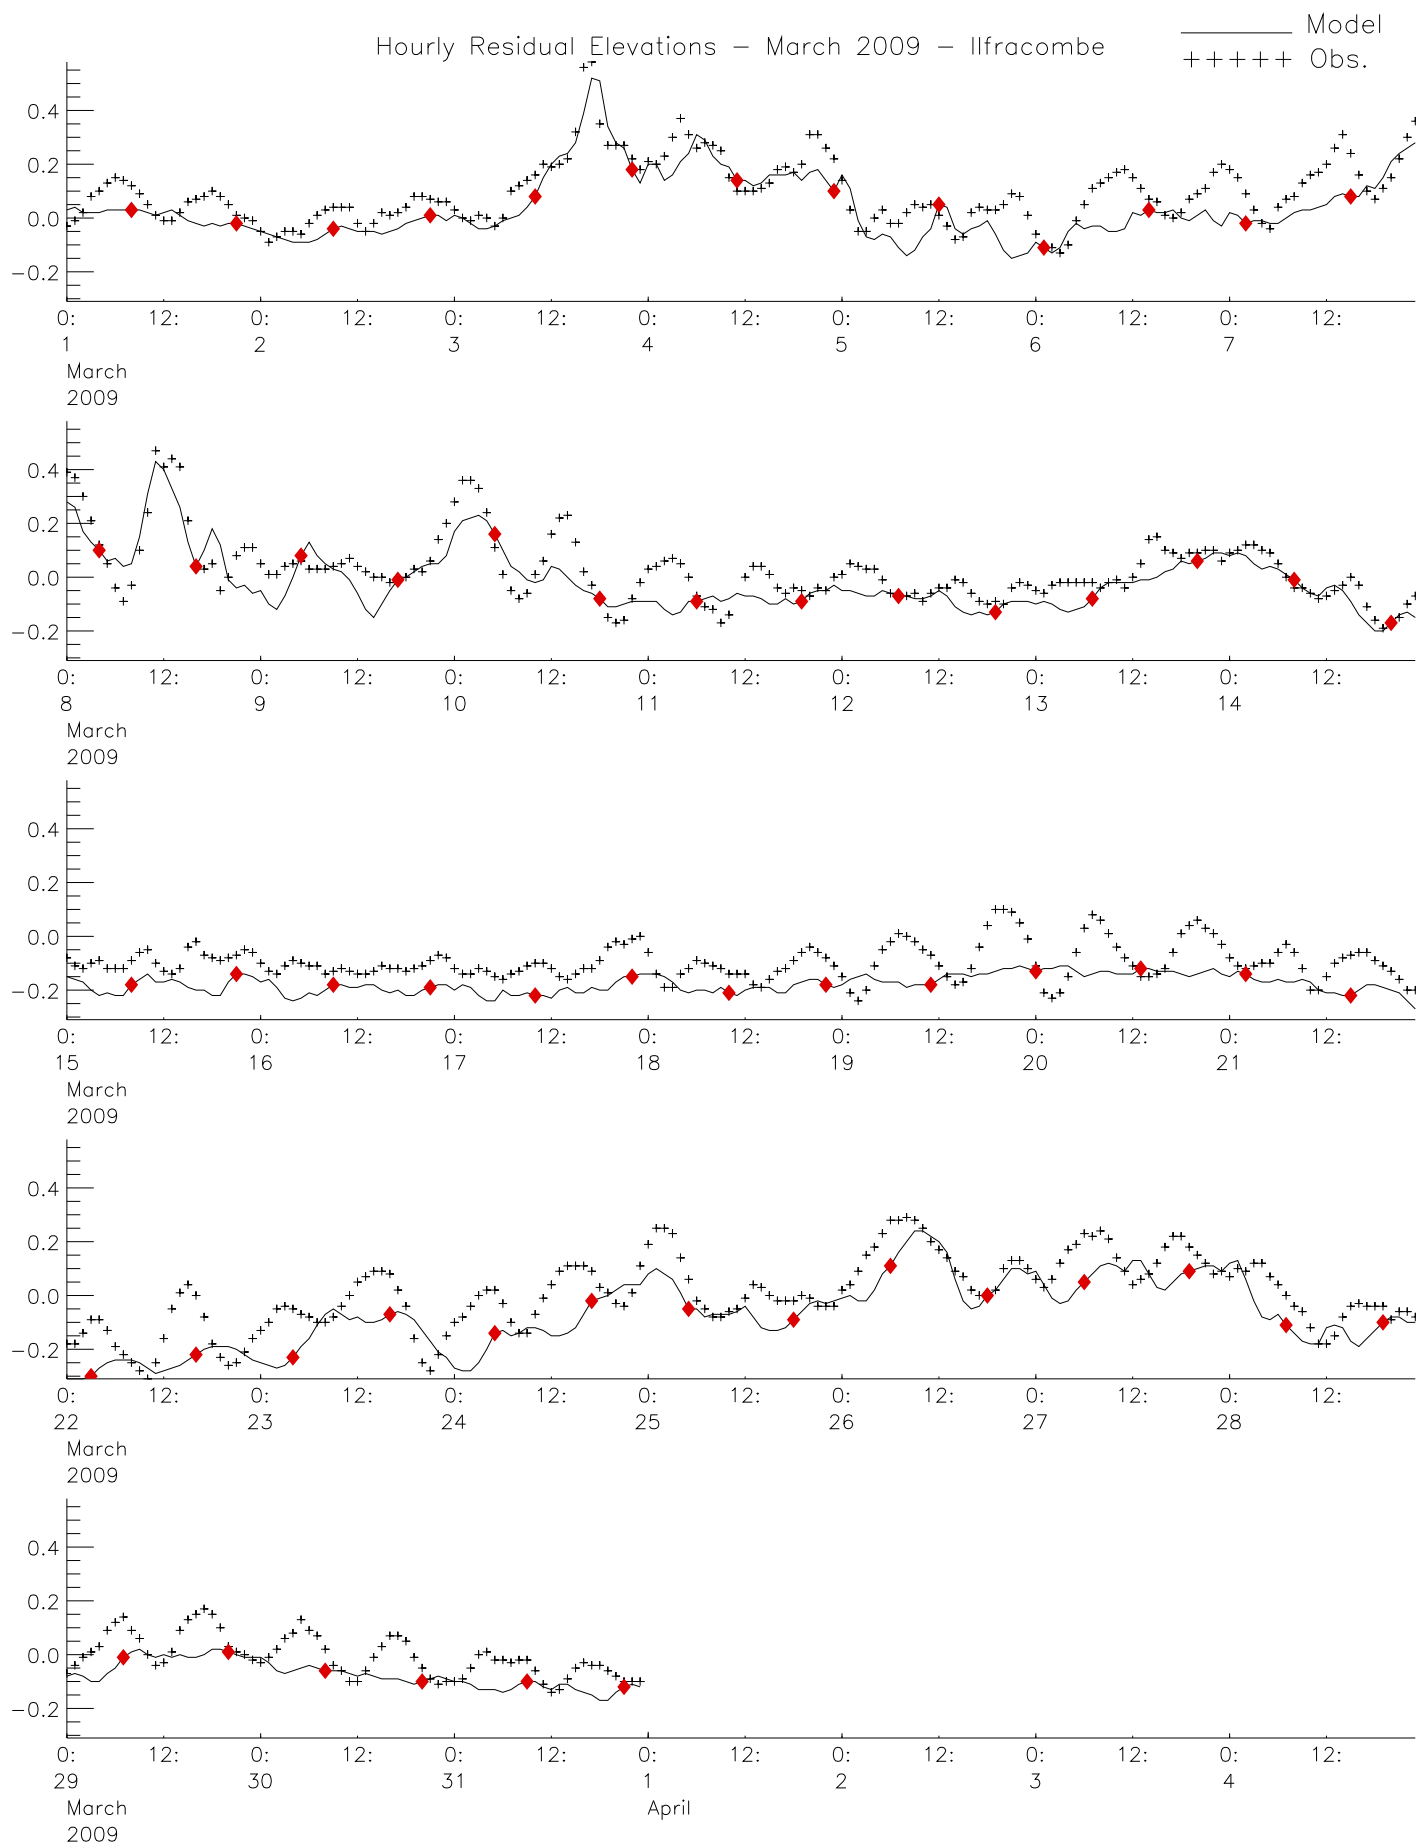 Hourly Residual Elevations − March 2009 − Ilfracombe
Model
+++++ Obs.
0.4
0.2
0.0
−0.2
0: 12: 0: 12: 0: 12: 0: 12: 0: 12: 0: 12: 0: 12:
1 2 3 4 5 6 7
March
2009
0.4
0.2
0.0
−0.2
0: 12: 0: 12: 0: 12: 0: 12: 0: 12: 0: 12: 0: 12:
8 9 10 11 12 13 14
March
2009
0.4
0.2
0.0
−0.2
0: 12: 0: 12: 0: 12: 0: 12: 0: 12: 0: 12: 0: 12:
15 16 17 18 19 20 21
March
2009
0.4
0.2
0.0
−0.2
0: 12: 0: 12: 0: 12: 0: 12: 0: 12: 0: 12: 0: 12:
22 23 24 25 26 27 28
March
2009
0.4
0.2
0.0
−0.2
0: 12: 0: 12: 0: 12: 0: 12: 0: 12: 0: 12: 0: 12:
29 30 31 1 2 3 4
March April
2009